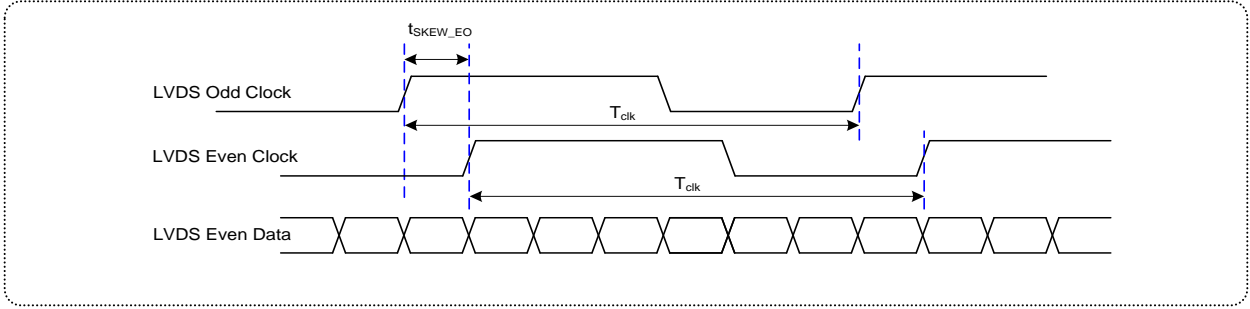 tSKEW_EO
LVDS Odd Clock
Tclk
LVDS Even Clock
Tclk
LVDS Even Data